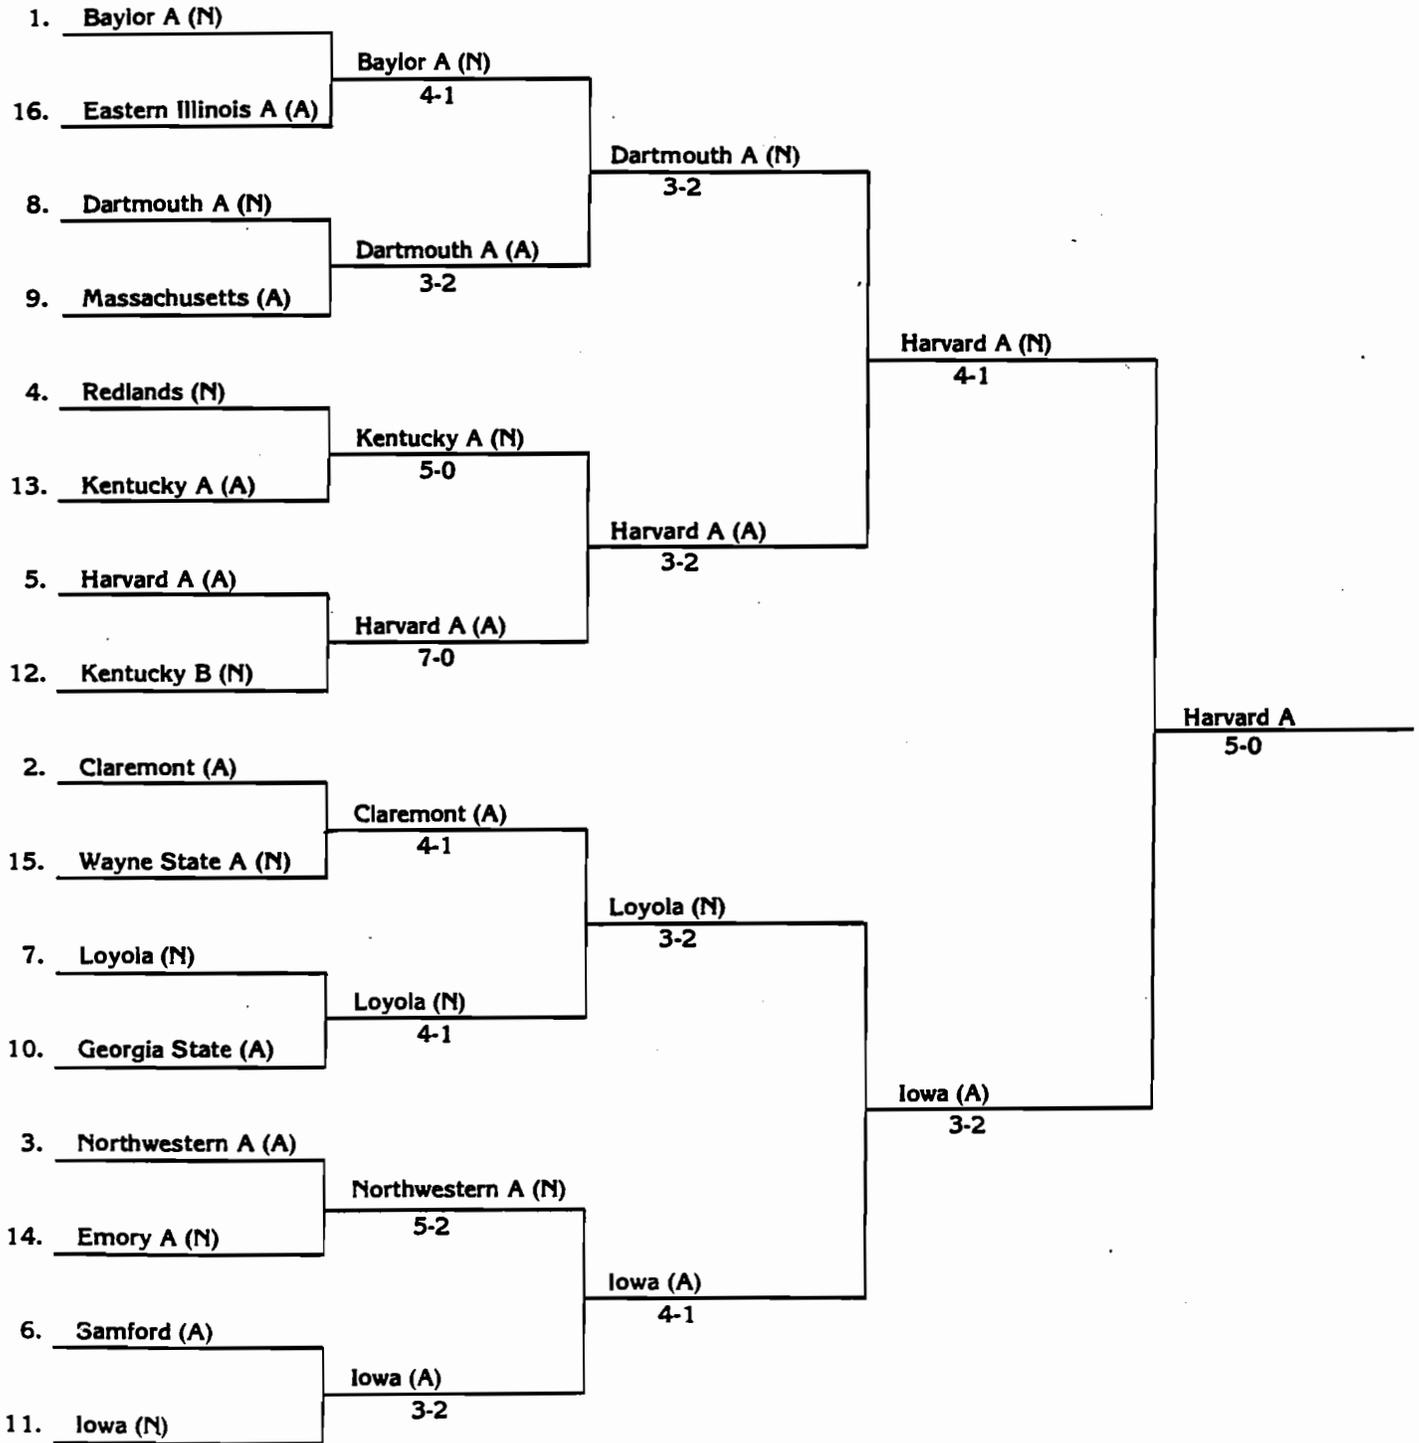 1. Baylor A (N)
Baylor A (N)
4-1
16. Eastern Illinois A (A)
Dartmouth A (N)
3-2
8. Dartmouth A (N)
Dartmouth A (A)
3-2
9. Massachusetts (A)
Harvard A (N)
4-1
4. Redlands (N)
Kentucky A (N)
5-0
13. Kentucky A (A)
Harvard A (A)
3-2
5. Harvard A (A)
Harvard A (A)
7-0
12. Kentucky B (N)
Harvard A
5-0
2. Claremont (A)
Claremont (A)
4-1
15. Wayne State A (N)
Loyola (N)
3-2
7. Loyola (N)
Loyola (N)
4-1
10. Georgia State (A)
Iowa (A)
3-2
3. Northwestern A (A)
Northwestern A (N)
5-2
14. Emory A (N)
Iowa (A)
4-1
6. Samford (A)
Iowa (A)
3-2
11. Iowa (N)